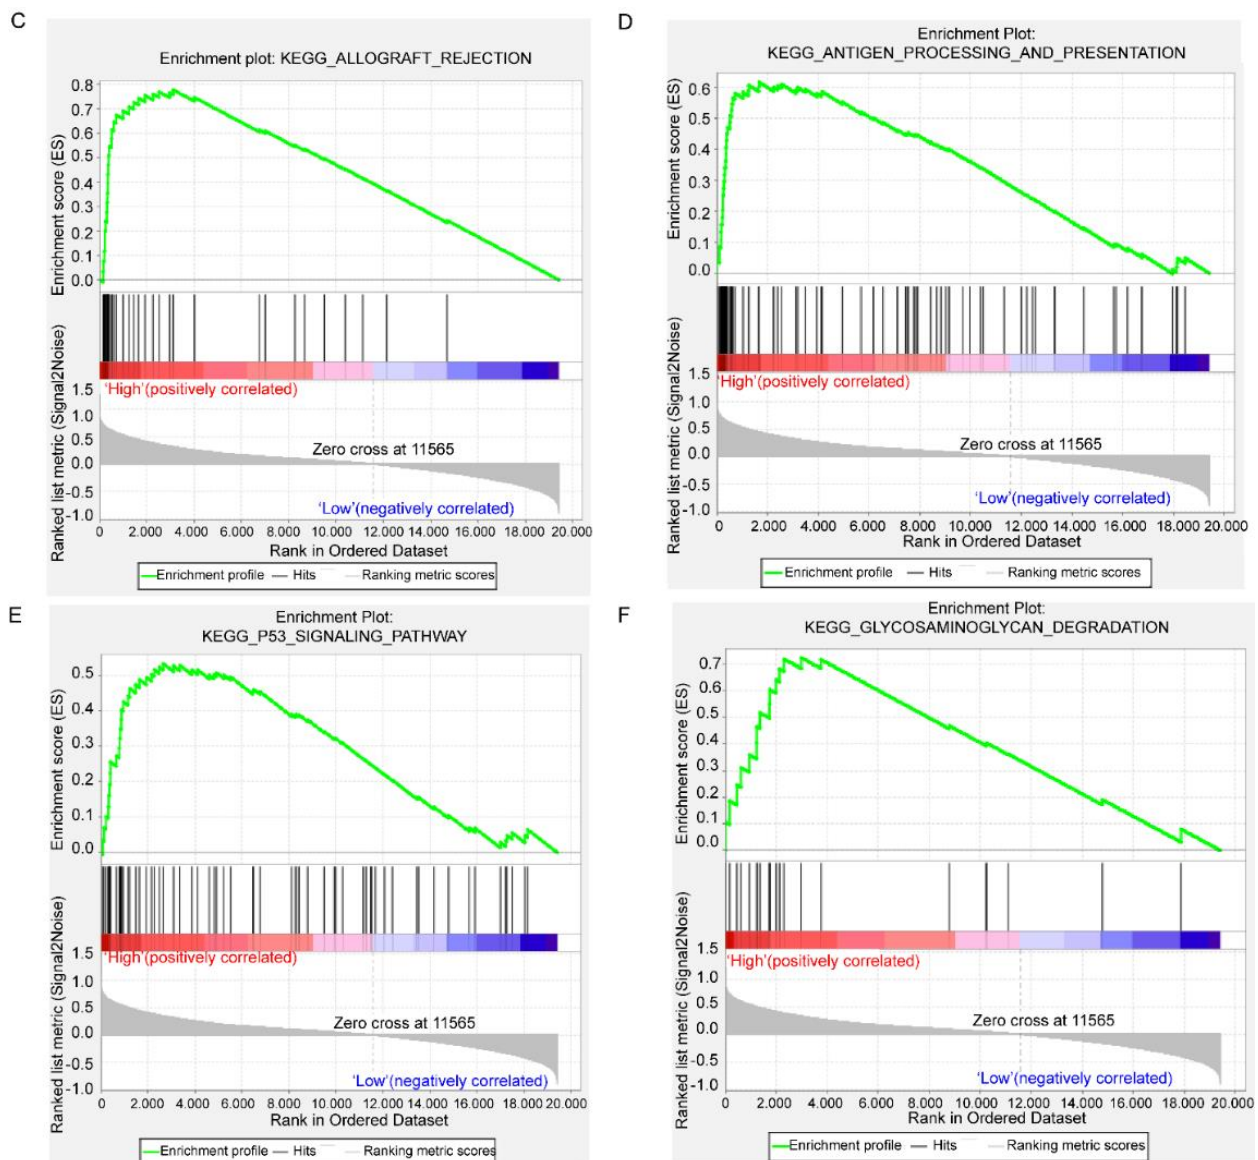 C
Enrichment plot: KEGG_ALLOGRAFT_REJECTION
Enrichment score (ES)
0.8
0.7
0.6
0.5
0.4
0.3
0.2
0.1
0.0
Ranked list metric (Signal2Noise)
1.5
1.0
0.5
0.0
-0.5
-1.0
'High'(positively correlated)
Zero cross at 11565
'Low'(negatively correlated)
0 2.000 4.000 6.000 8.000 10.000 12.000 14.000 16.000 18.000 20.000
Rank in Ordered Dataset
Enrichment profile Hits Ranking metric scores
D
Enrichment Plot:
KEGG_ANTIGEN_PROCESSING_AND_PRESENTATION
Enrichment score (ES)
0.6
0.5
0.4
0.3
0.2
0.1
0.0
Ranked list metric (Signal2Noise)
1.5
1.0
0.5
0.0
-0.5
-1.0
'High'(positively correlated)
Zero cross at 11565
'Low'(negatively correlated)
0 2.000 4.000 6.000 8.000 10.000 12.000 14.000 16.000 18.000 20.000
Rank in Ordered Dataset
Enrichment profile Hits Ranking metric scores
E
Enrichment Plot:
KEGG_P53_SIGNALING_PATHWAY
Enrichment score (ES)
0.5
0.4
0.3
0.2
0.1
0.0
Ranked list metric (Signal2Noise)
1.5
1.0
0.5
0.0
-0.5
-1.0
'High'(positively correlated)
Zero cross at 11565
'Low'(negatively correlated)
0 2.000 4.000 6.000 8.000 10.000 12.000 14.000 16.000 18.000 20.000
Rank in Ordered Dataset
Enrichment profile Hits Ranking metric scores
F
Enrichment Plot:
KEGG_GLYCOSAMINOGLYCAN_DEGRADATION
Enrichment score (ES)
0.7
0.6
0.5
0.4
0.3
0.2
0.1
0.0
Ranked list metric (Signal2Noise)
1.5
1.0
0.5
0.0
-0.5
-1.0
'High'(positively correlated)
Zero cross at 11565
'Low'(negatively correlated)
0 2.000 4.000 6.000 8.000 10.000 12.000 14.000 16.000 18.000 20.000
Rank in Ordered Dataset
Enrichment profile Hits Ranking metric scores